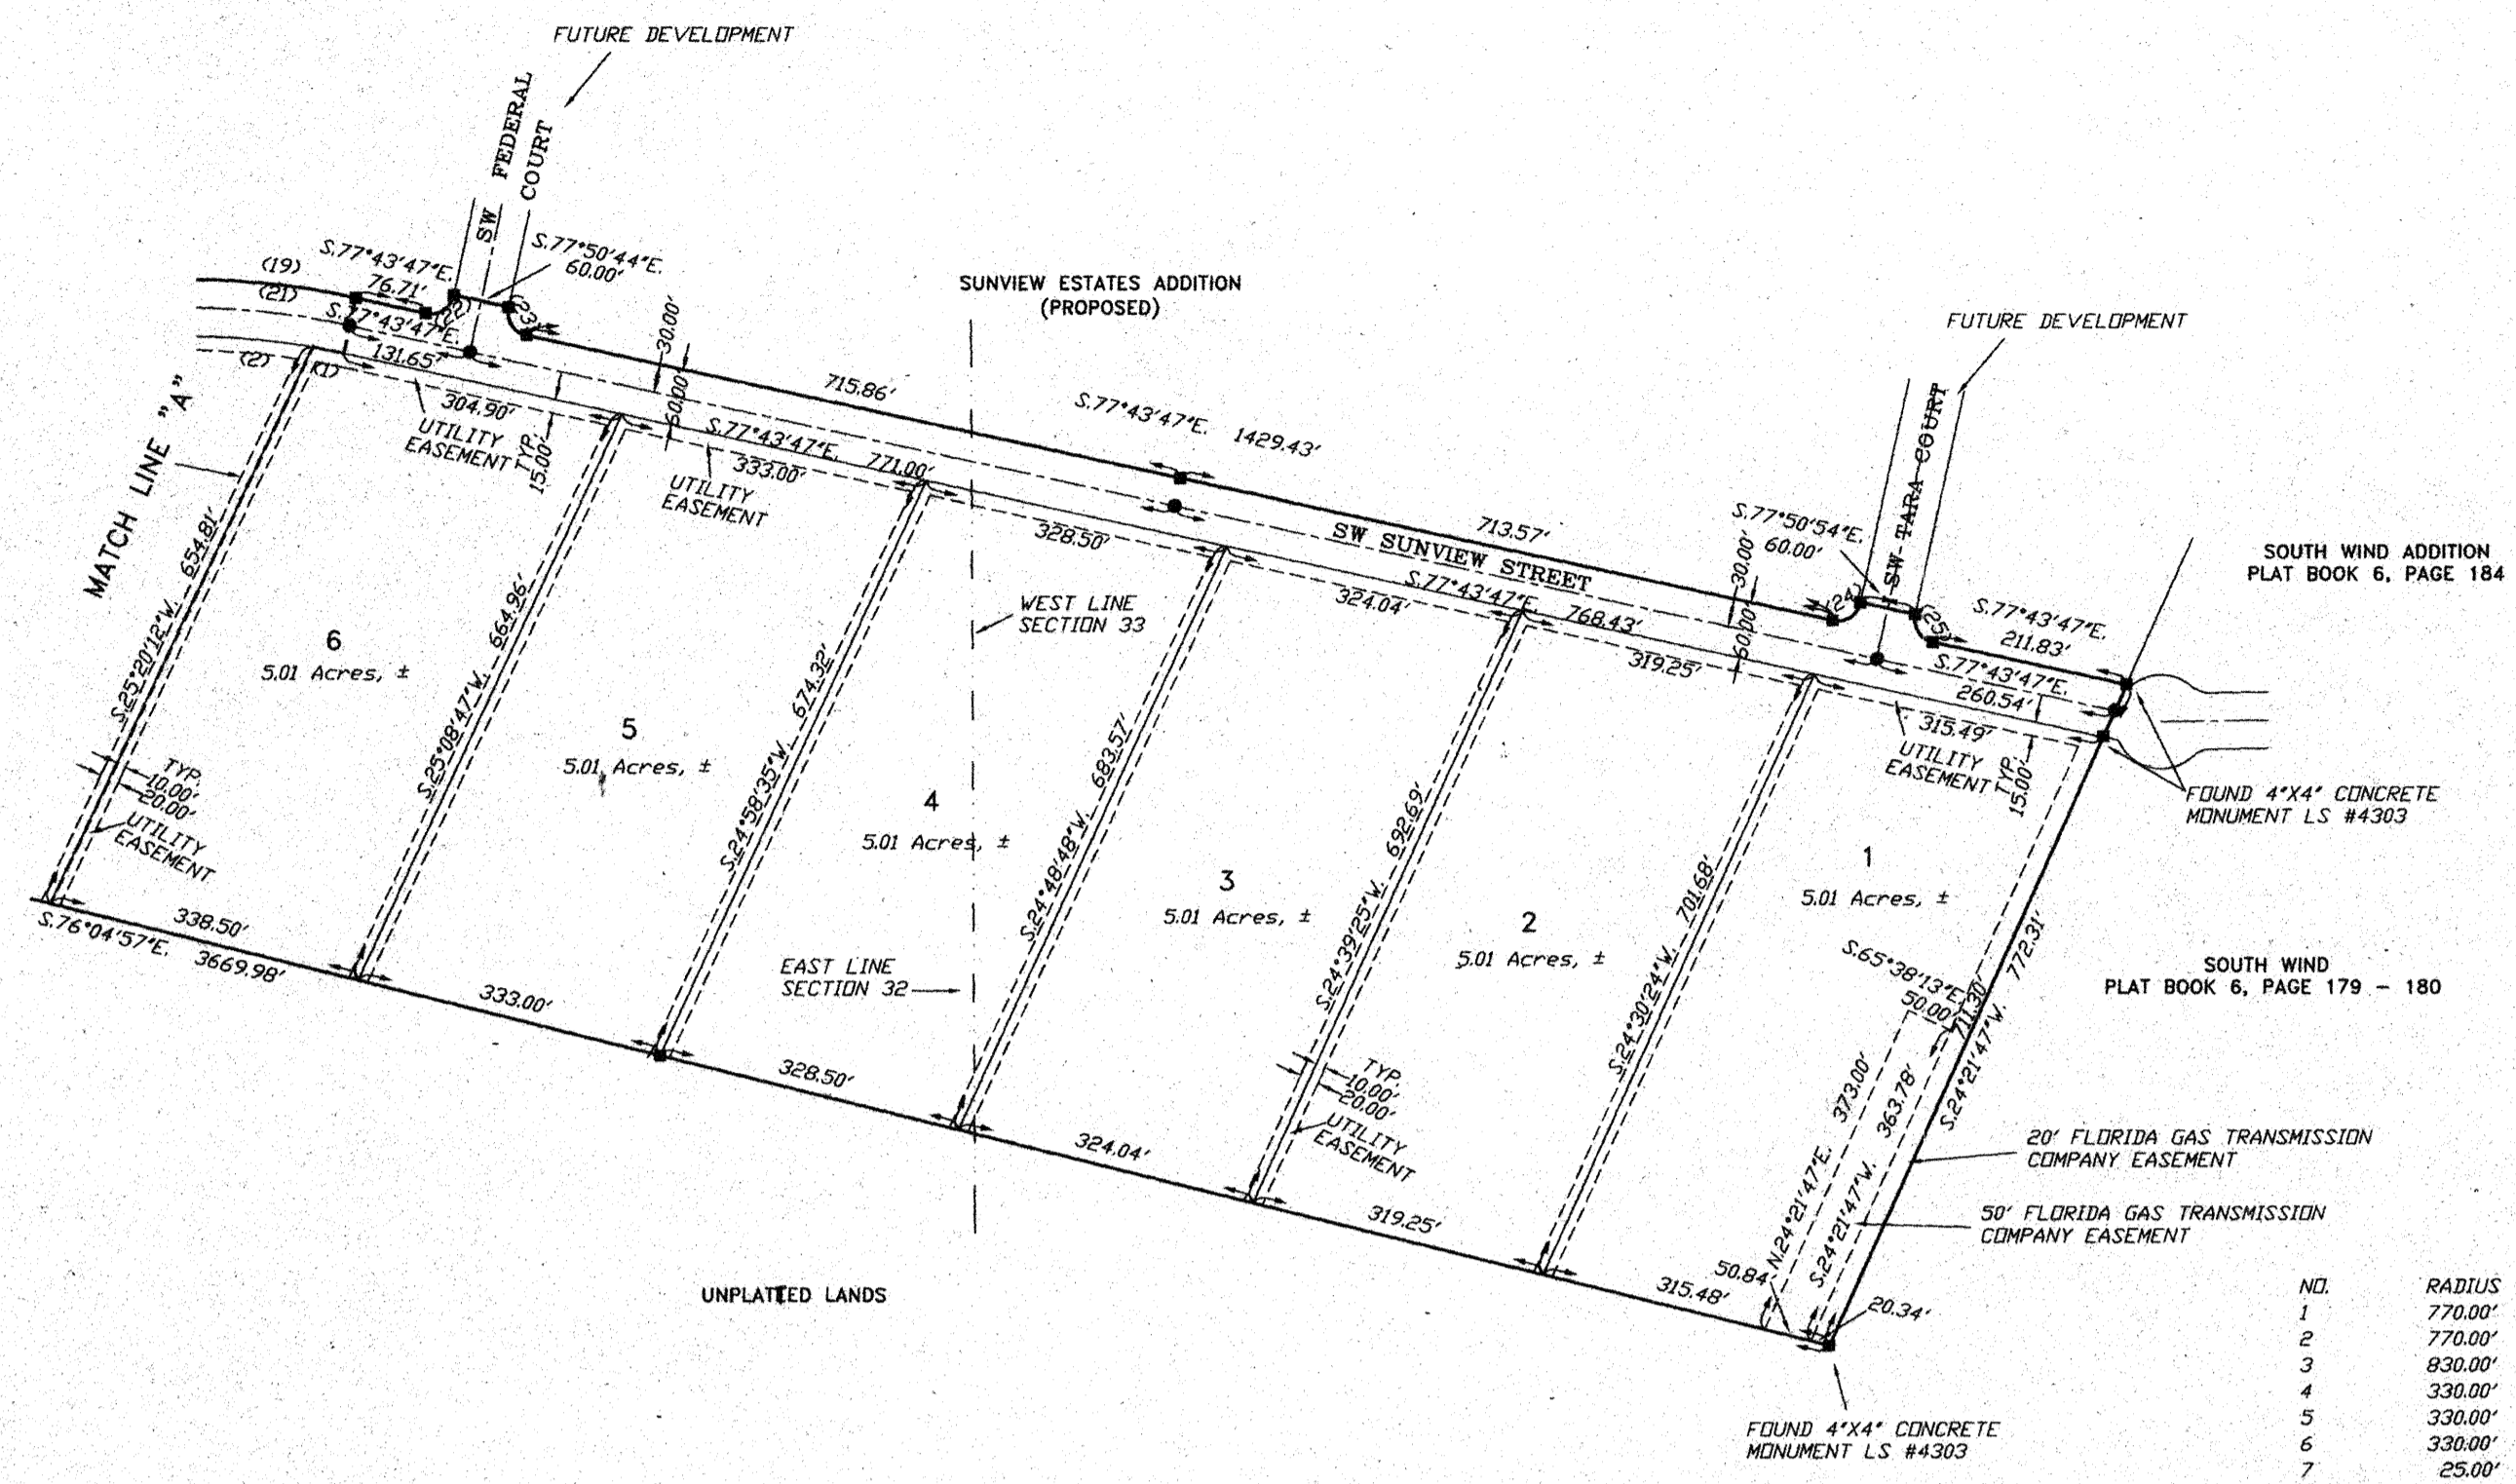 FUTURE DEVELOPMENT
SW FEDERAL
COURT
S.77°43'47"E.
76.71'
(19)
(21)
(22)
S.77°50'44"E.
60.00'
(23)
S.77°43'47"E.
131.65'
(2)
(1)
304.90'
UTILITY
EASEMENT
TYP.
15.00'
30.00'
60.00'
715.86'
SUNVIEW ESTATES ADDITION
(PROPOSED)
S.77°43'47"E. 1429.43'
S.77°43'47"E. 771.00'
333.00'
UTILITY
EASEMENT
328.50'
SW SUNVIEW STREET
713.57'
S.77°43'47"E. 768.43'
324.04'
319.25'
FUTURE DEVELOPMENT
SW TARA COURT
S.77°50'54"E.
60.00'
30.00'
60.00'
(24)
(25)
S.77°43'47"E.
211.83'
S.77°43'47"E.
260.54'
315.49'
UTILITY
EASEMENT
TYP.
15.00'
SOUTH WIND ADDITION
PLAT BOOK 6, PAGE 184
FOUND 4"X4" CONCRETE
MONUMENT LS #4303
MATCH LINE "A"
S.25°20'12"W. 654.81'
6
5.01 Acres, ±
TYP.
10.00'
20.00'
UTILITY
EASEMENT
S.25°08'47"W. 664.96'
5
5.01 Acres, ±
S.24°58'35"W. 674.32'
WEST LINE
SECTION 33
4
5.01 Acres, ±
EAST LINE
SECTION 32
S.24°48'48"W. 683.57'
3
5.01 Acres, ±
S.24°39'25"W. 692.69'
TYP.
10.00'
20.00'
UTILITY
EASEMENT
2
5.01 Acres, ±
S.24°30'24"W. 701.68'
1
5.01 Acres, ±
S.65°38'13"E.
50.00'
711.30'
S.24°21'47"W. 772.31'
N.24°21'47"E. 373.00'
S.24°21'47"W. 363.78'
SOUTH WIND
PLAT BOOK 6, PAGE 179 - 180
20' FLORIDA GAS TRANSMISSION
COMPANY EASEMENT
50' FLORIDA GAS TRANSMISSION
COMPANY EASEMENT
S.76°04'57"E. 3669.98'
338.50'
333.00'
328.50'
324.04'
319.25'
315.48'
50.84'
20.34'
UNPLATTED LANDS
FOUND 4"X4" CONCRETE
MONUMENT LS #4303
NO. RADIUS
1 770.00'
2 770.00'
3 830.00'
4 330.00'
5 330.00'
6 330.00'
7 25.00'